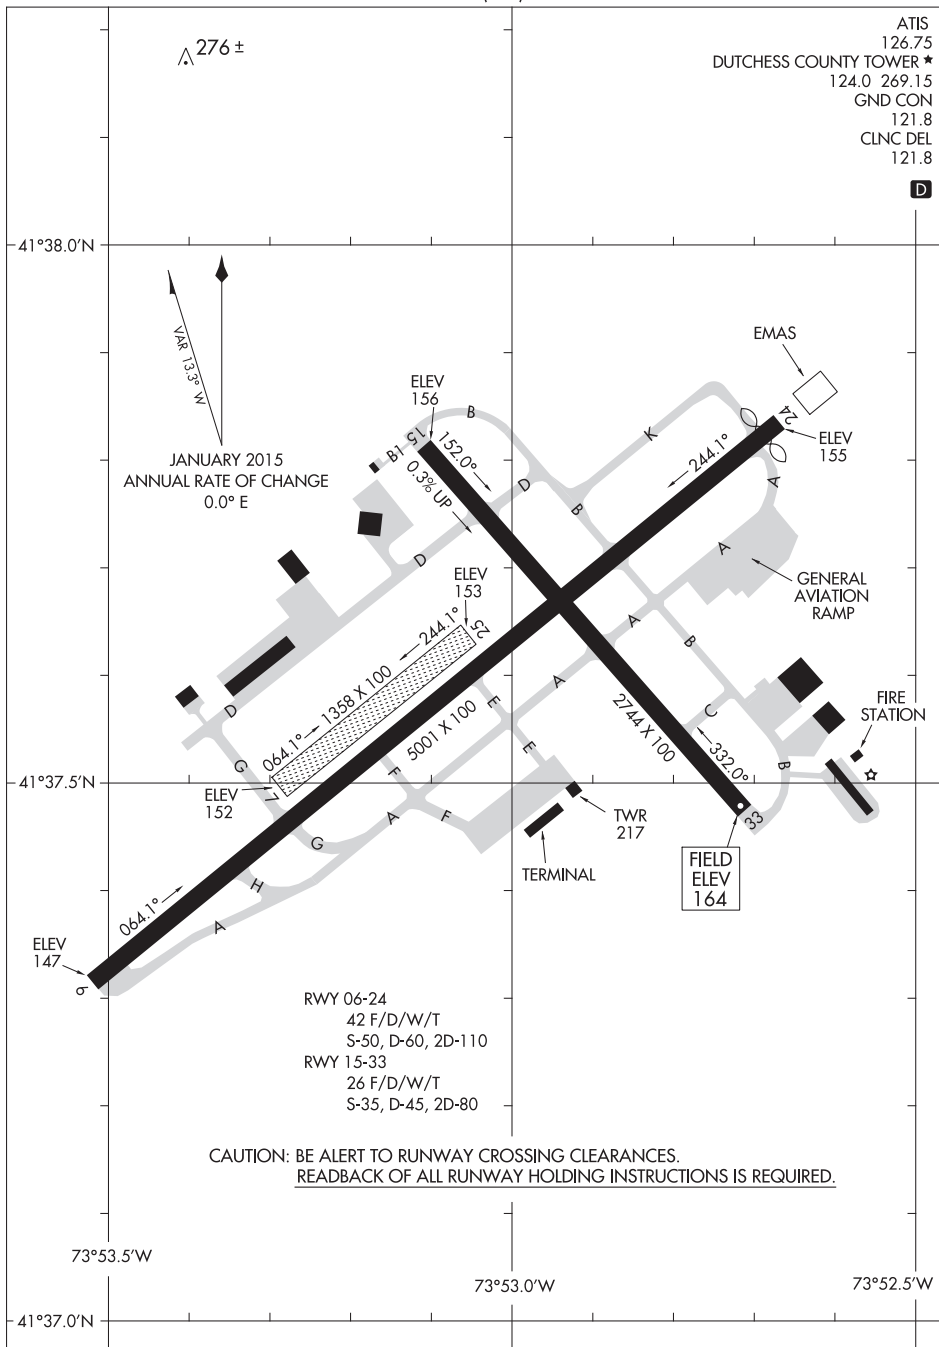 ATIS
126.75
DUTCHESS COUNTY TOWER ★
124.0 269.15
GND CON
121.8
CLNC DEL
121.8
D
276 ±
41°38.0'N
VAR 13.3° W
JANUARY 2015
ANNUAL RATE OF CHANGE
0.0° E
EMAS
ELEV
156
B
K
24
15
B1
152.0°
244.1°
ELEV
155
0.3% UP
D
A
B
D
A
ELEV
153
GENERAL
AVIATION
RAMP
25
244.1°
A
B
1358 X 100
E
A
D
FIRE
STATION
C
5001 X 100
2744 X 100
064.1°
E
332.0°
G
F
B
41°37.5'N
7
ELEV
152
A
F
TWR
217
33
G
TERMINAL
FIELD
ELEV
164
H
064.1°
A
ELEV
147
6
RWY 06-24
42 F/D/W/T
S-50, D-60, 2D-110
RWY 15-33
26 F/D/W/T
S-35, D-45, 2D-80
CAUTION: BE ALERT TO RUNWAY CROSSING CLEARANCES.
READBACK OF ALL RUNWAY HOLDING INSTRUCTIONS IS REQUIRED.
73°53.5'W
73°53.0'W
73°52.5'W
41°37.0'N